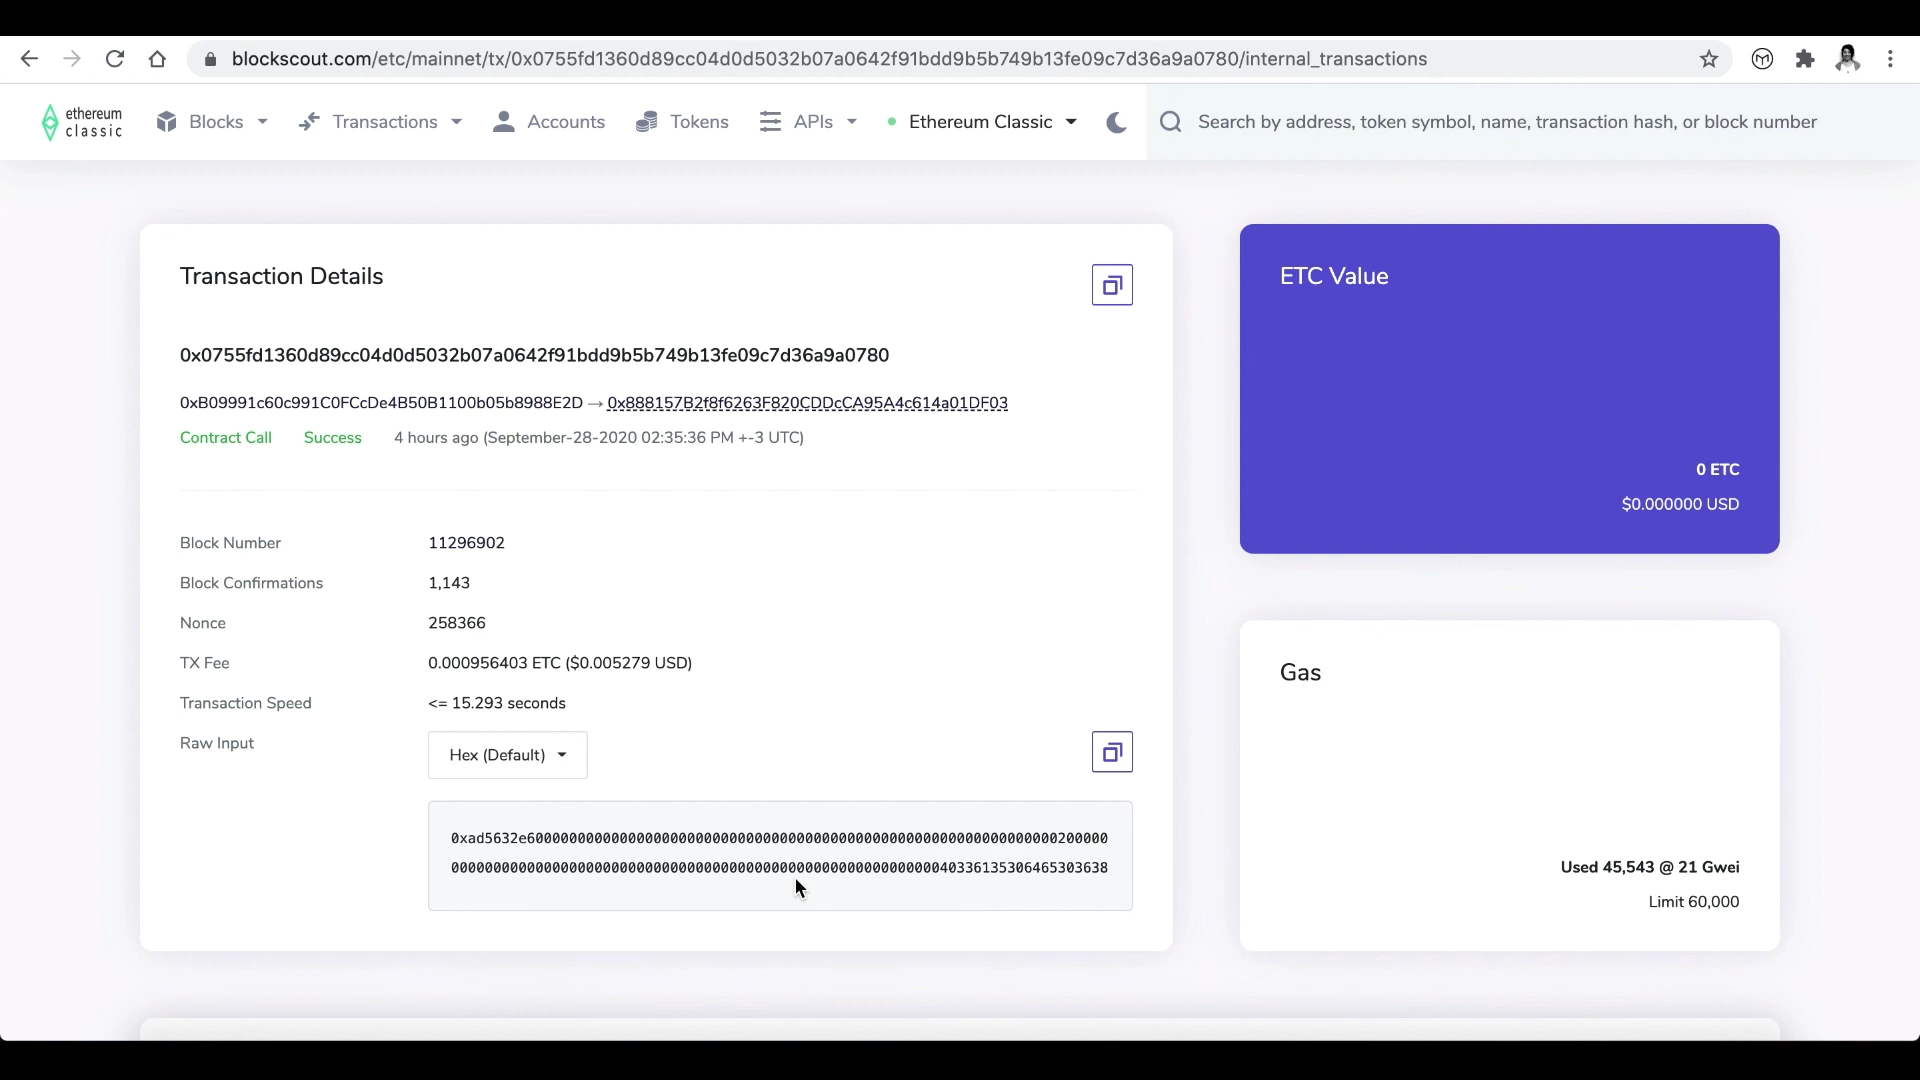 blockscout.com/etc/mainnet/tx/0x0755fd1360d89cc04d0d5032b07a0642f91bdd9b5b749b13fe09c7d36a9a0780/internal_transactions
ethereum
classic
Blocks
Transactions
Accounts
Tokens
APIs
Ethereum Classic
Search by address, token symbol, name, transaction hash, or block number
Transaction Details
0x0755fd1360d89cc04d0d5032b07a0642f91bdd9b5b749b13fe09c7d36a9a0780
0xB09991c60c991C0FCcDe4B50B1100b05b8988E2D → 0x888157B2f8f6263F820CDDcCA95A4c614a01DF03
Contract Call Success 4 hours ago (September-28-2020 02:35:36 PM +-3 UTC)
Block Number 11296902
Block Confirmations 1,143
Nonce 258366
TX Fee 0.000956403 ETC ($0.005279 USD)
Transaction Speed <= 15.293 seconds
Raw Input Hex (Default)
0xad5632e60000000000000000000000000000000000000000000000000000000000200000
000000000000000000000000000000000000000000000000000000000040336135306465303638
ETC Value
0 ETC
$0.000000 USD
Gas
Used 45,543 @ 21 Gwei
Limit 60,000